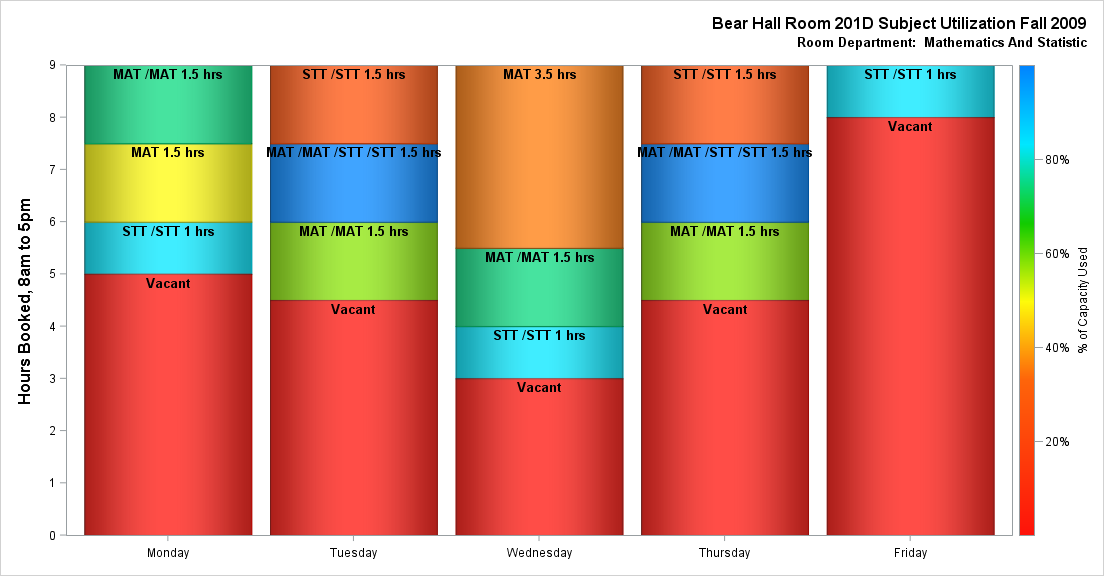 Bear Hall Room 201D Subject Utilization Fall 2009
Room Department: Mathematics And Statistic
Hours Booked, 8am to 5pm
9
8
7
6
5
4
3
2
1
0
MAT /MAT 1.5 hrs
MAT 1.5 hrs
STT /STT 1 hrs
Vacant
STT /STT 1.5 hrs
MAT /MAT /STT /STT 1.5 hrs
MAT /MAT 1.5 hrs
Vacant
MAT 3.5 hrs
MAT /MAT 1.5 hrs
STT /STT 1 hrs
Vacant
STT /STT 1.5 hrs
MAT /MAT /STT /STT 1.5 hrs
MAT /MAT 1.5 hrs
Vacant
STT /STT 1 hrs
Vacant
Monday
Tuesday
Wednesday
Thursday
Friday
80%
60%
40%
20%
% of Capacity Used